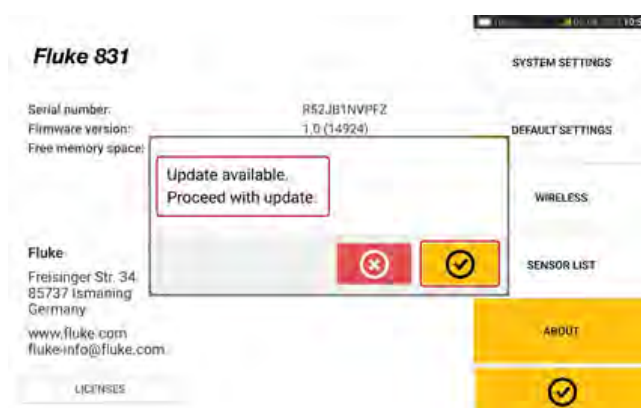 Fluke 831
SYSTEM SETTINGS
Serial number:
R52JB1NVPFZ
Firmware version:
1.0 (14924)
DEFAULT SETTINGS
Free memory space:
Update available.
Proceed with update.
WIRELESS
Fluke
SENSOR LIST
Freisinger Str. 34
85737 Ismaning
Germany
www.fluke.com
fluke-info@fluke.com
ABOUT
LICENSES